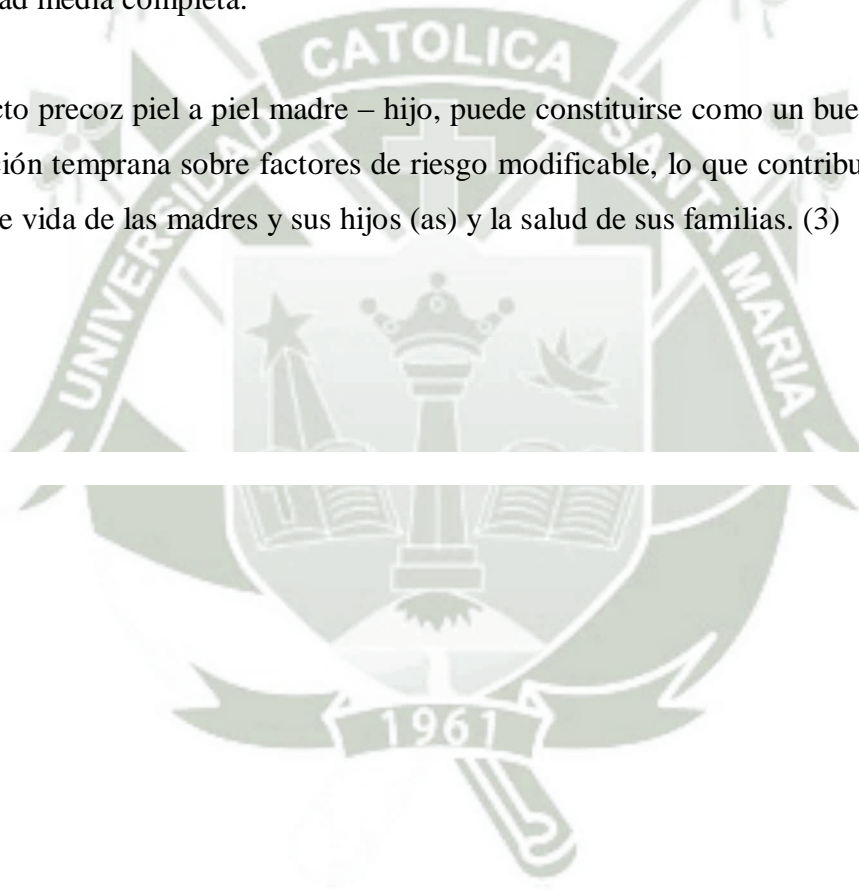 ad media completa.
CATOLICA
cto precoz piel a piel madre – hijo, puede constituirse como un bue
ción temprana sobre factores de riesgo modificable, lo que contribu
e vida de las madres y sus hijos (as) y la salud de sus familias. (3)
UNIVERSIDAD
SANTA MARIA
1961